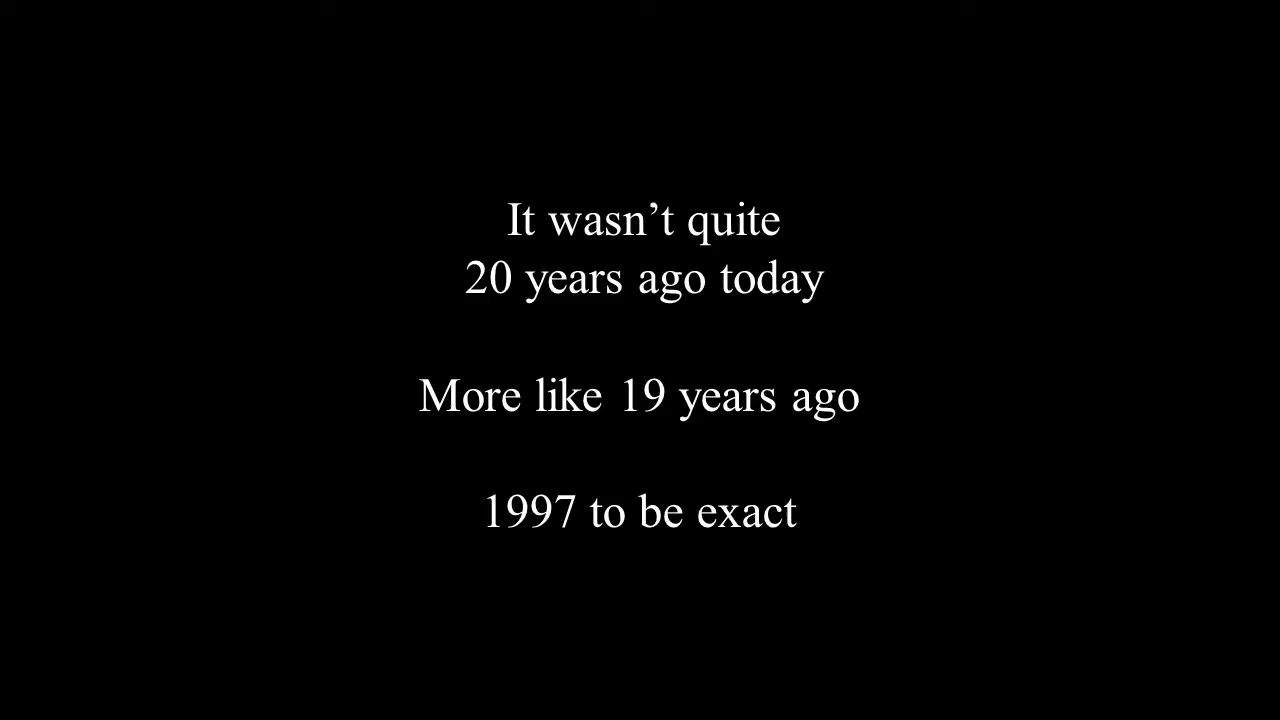 It wasn’t quite
20 years ago today
More like 19 years ago
1997 to be exact